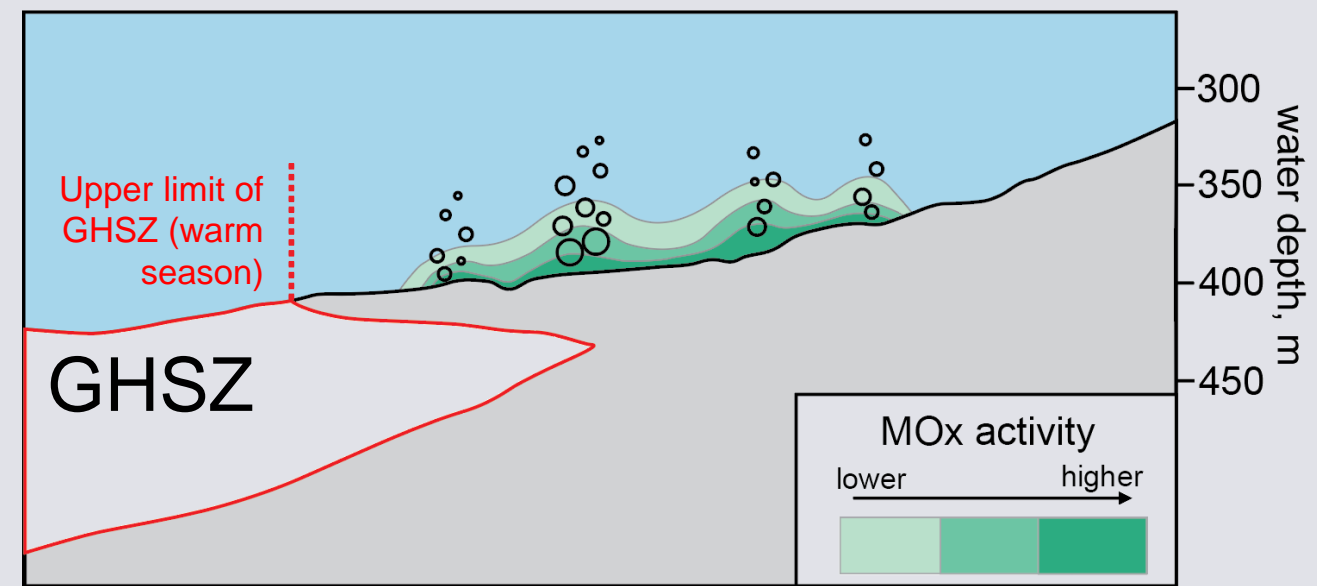 Upper limit of
GHSZ (warm
season)
GHSZ
300
350
400
450
water depth, m
MOx activity
lower
higher